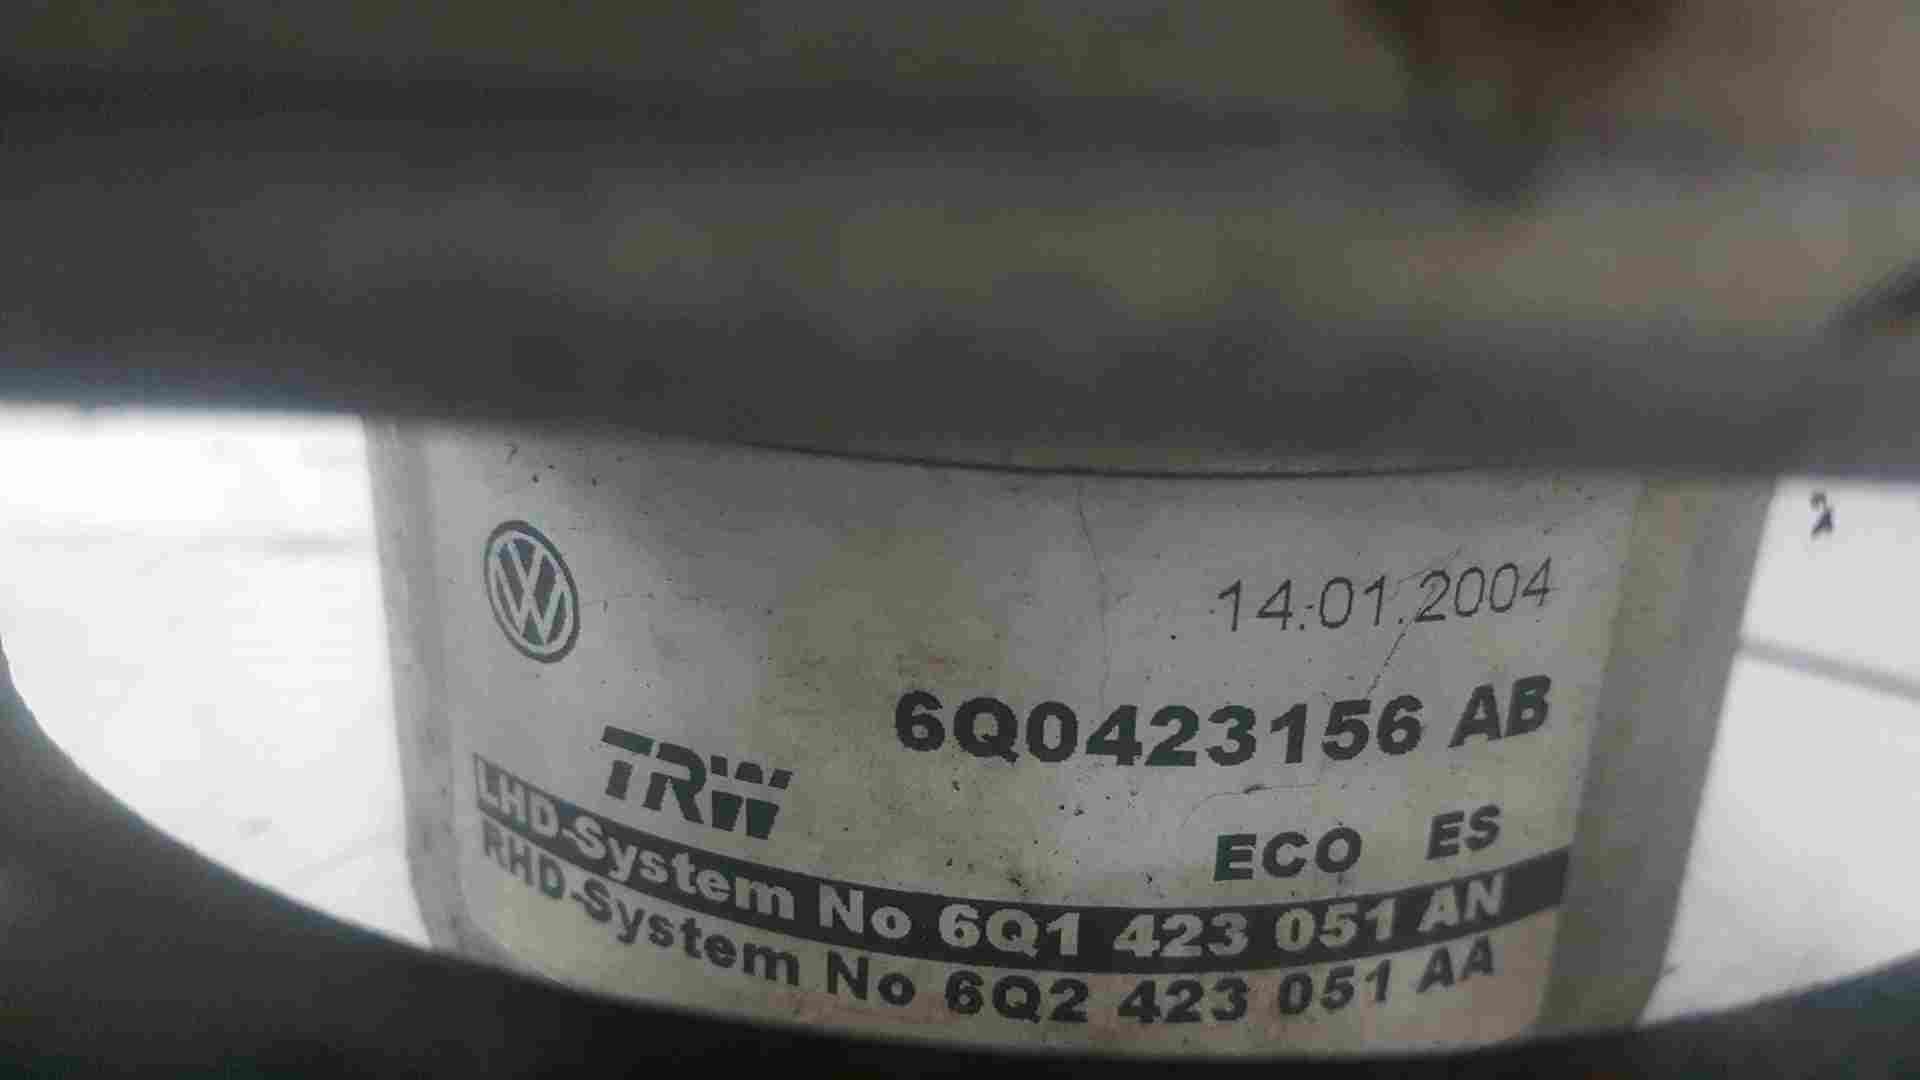 14.01.2004
6Q0423156 AB
TRW
ECO ES
LHD-System No 6Q1 423 051 AN
RHD-System No 6Q2 423 051 AA